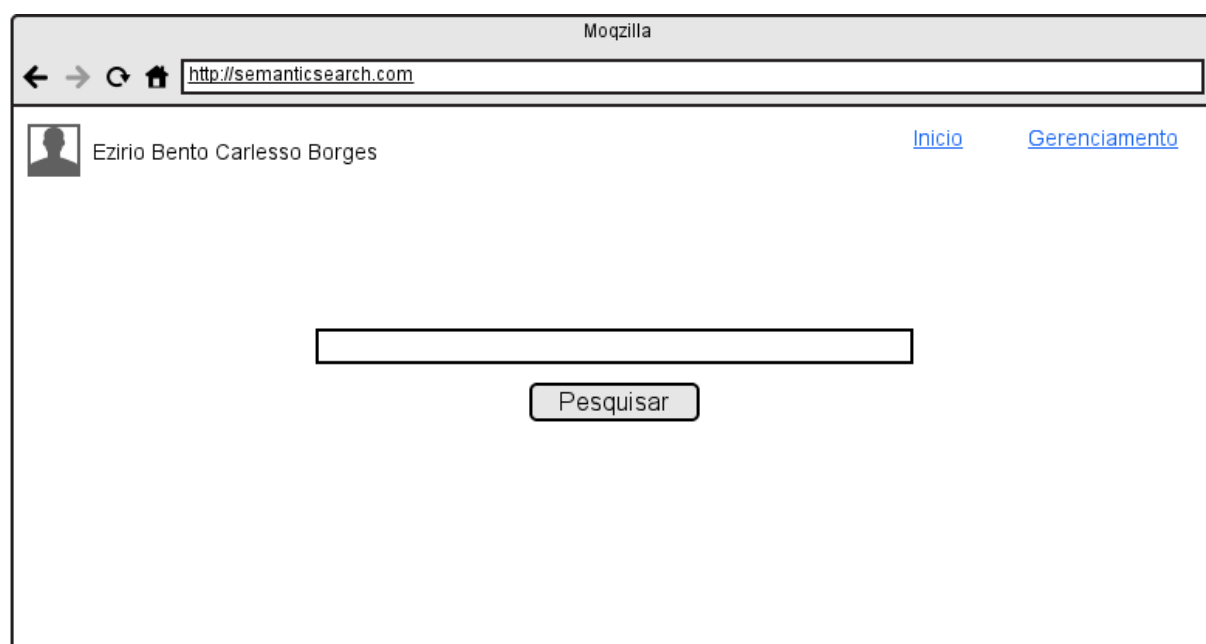 Moqzilla
http://semanticsearch.com
Ezirio Bento Carlesso Borges
Inicio
Gerenciamento
Pesquisar